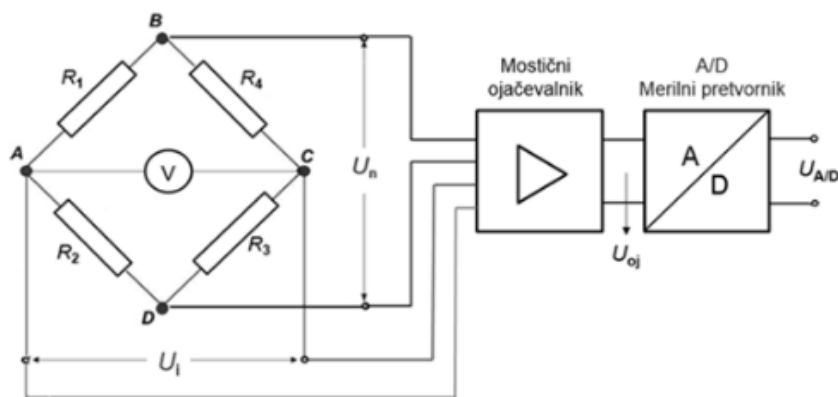 B
R1
R4
Mostični
ojačevalnik
A/D
Merilni pretvornik
A
V
C
Un
A
D
UA/D
R2
R3
Uoj
D
Ui